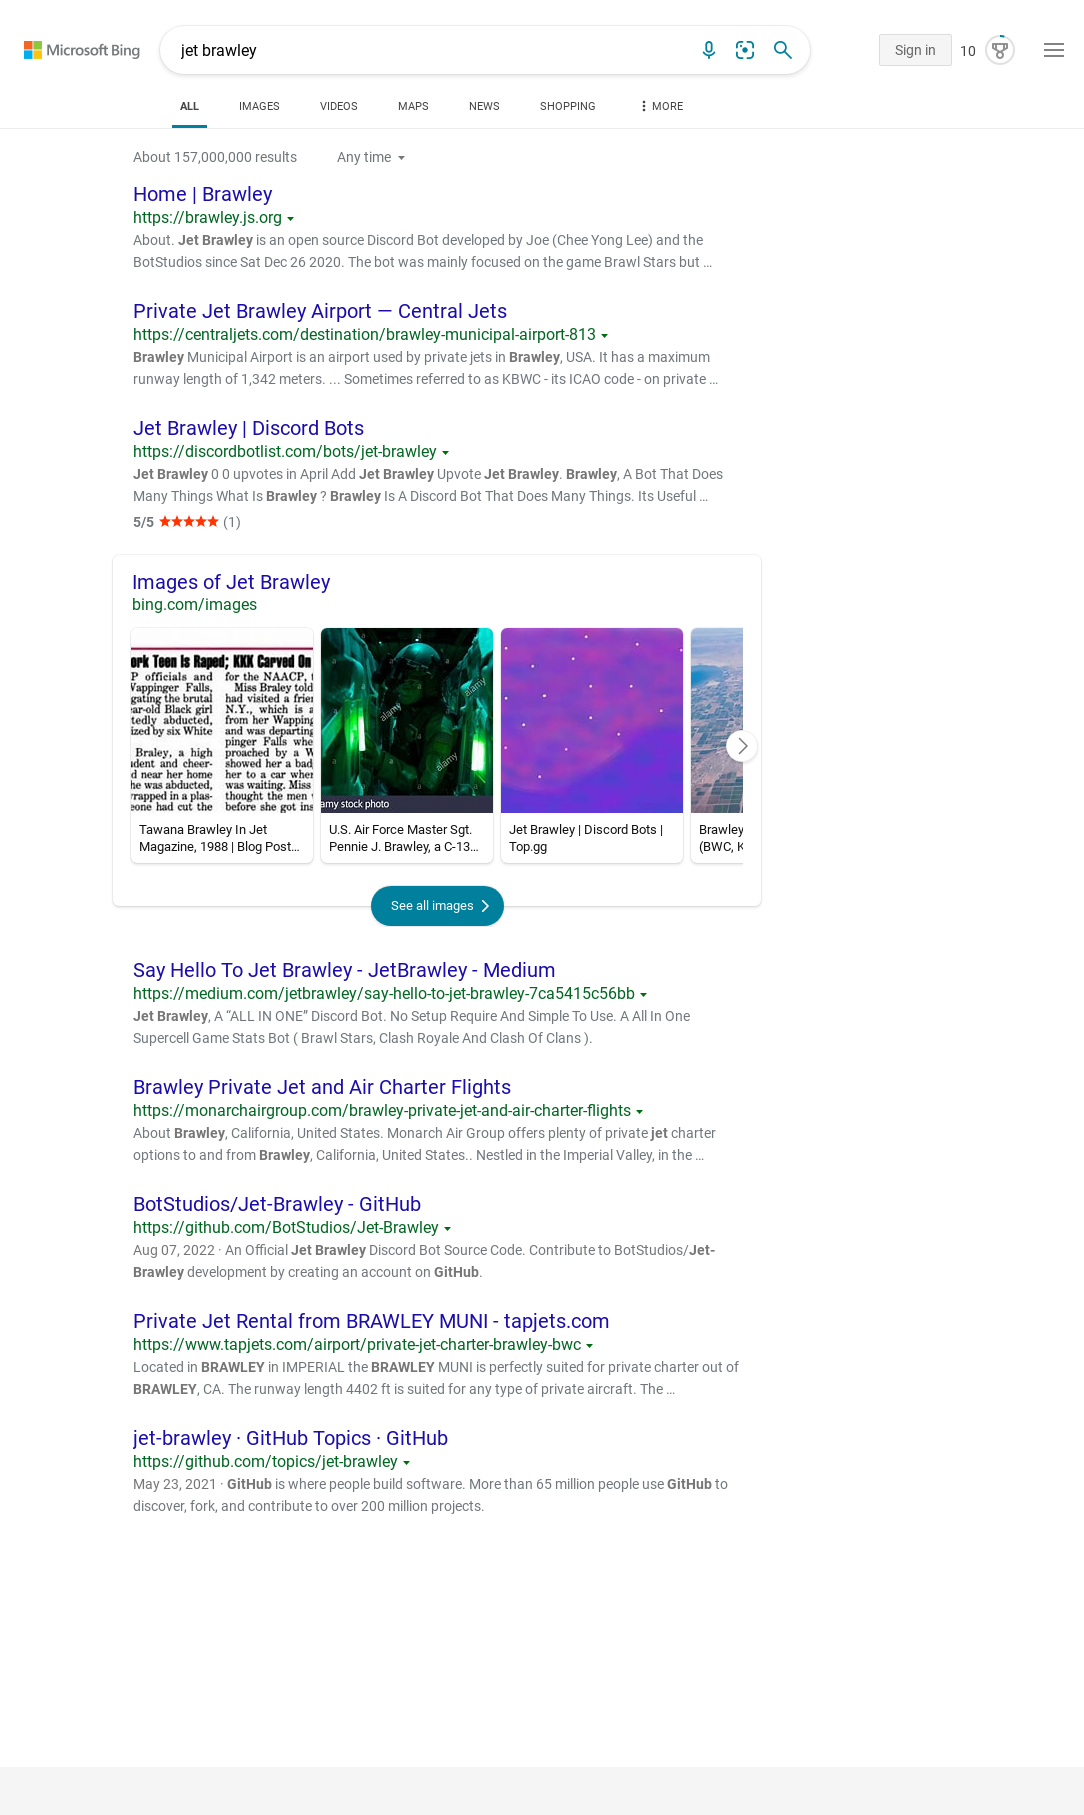 Microsoft Bing
jet brawley
Sign in
10
ALL
IMAGES
VIDEOS
MAPS
NEWS
SHOPPING
MORE
About 157,000,000 results
Any time
Home | Brawley
https://brawley.js.org
About. Jet Brawley is an open source Discord Bot developed by Joe (Chee Yong Lee) and the
BotStudios since Sat Dec 26 2020. The bot was mainly focused on the game Brawl Stars but ...
Private Jet Brawley Airport — Central Jets
https://centraljets.com/destination/brawley-municipal-airport-813
Brawley Municipal Airport is an airport used by private jets in Brawley, USA. It has a maximum
runway length of 1,342 meters. ... Sometimes referred to as KBWC - its ICAO code - on private ...
Jet Brawley | Discord Bots
https://discordbotlist.com/bots/jet-brawley
Jet Brawley 0 0 upvotes in April Add Jet Brawley Upvote Jet Brawley. Brawley, A Bot That Does
Many Things What Is Brawley ? Brawley Is A Discord Bot That Does Many Things. Its Useful ...
5/5 ★★★★★ (1)
Images of Jet Brawley
bing.com/images
ork Teen Is Raped; KKK Carved On
P officials and
Wappinger Falls,
gating the brutal
ear-old Black girl
tedly abducted,
ized by six White
Braley, a high
dent and cheer-
d near her home
he was abducted,
wrapped in a plas-
eone had cut the
for the NAACP, t
Miss Braley told
had visited a frie
N.Y., which is a
from her Wapping
and was departing
pinger Falls whe
proached by a W
showed her a bad
her to a car wher
was waiting. Miss
thought the men
before she got ins
alamy
alamy
alamy
amy stock photo
Tawana Brawley In Jet
Magazine, 1988 | Blog Post...
U.S. Air Force Master Sgt.
Pennie J. Brawley, a C-13...
Jet Brawley | Discord Bots |
Top.gg
Brawley
(BWC, K
See all images
Say Hello To Jet Brawley - JetBrawley - Medium
https://medium.com/jetbrawley/say-hello-to-jet-brawley-7ca5415c56bb
Jet Brawley, A “ALL IN ONE” Discord Bot. No Setup Require And Simple To Use. A All In One
Supercell Game Stats Bot ( Brawl Stars, Clash Royale And Clash Of Clans ).
Brawley Private Jet and Air Charter Flights
https://monarchairgroup.com/brawley-private-jet-and-air-charter-flights
About Brawley, California, United States. Monarch Air Group offers plenty of private jet charter
options to and from Brawley, California, United States.. Nestled in the Imperial Valley, in the ...
BotStudios/Jet-Brawley - GitHub
https://github.com/BotStudios/Jet-Brawley
Aug 07, 2022 · An Official Jet Brawley Discord Bot Source Code. Contribute to BotStudios/Jet-
Brawley development by creating an account on GitHub.
Private Jet Rental from BRAWLEY MUNI - tapjets.com
https://www.tapjets.com/airport/private-jet-charter-brawley-bwc
Located in BRAWLEY in IMPERIAL the BRAWLEY MUNI is perfectly suited for private charter out of
BRAWLEY, CA. The runway length 4402 ft is suited for any type of private aircraft. The ...
jet-brawley · GitHub Topics · GitHub
https://github.com/topics/jet-brawley
May 23, 2021 · GitHub is where people build software. More than 65 million people use GitHub to
discover, fork, and contribute to over 200 million projects.